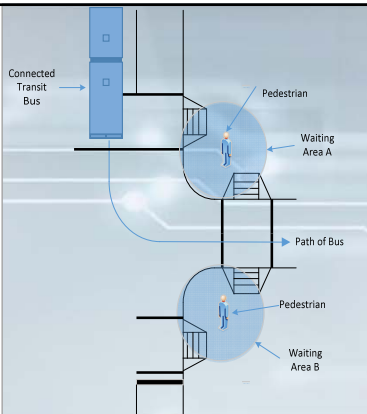 Connected
Transit
Bus
Pedestrian
Waiting
Area A
Path of Bus
Pedestrian
Waiting
Area B